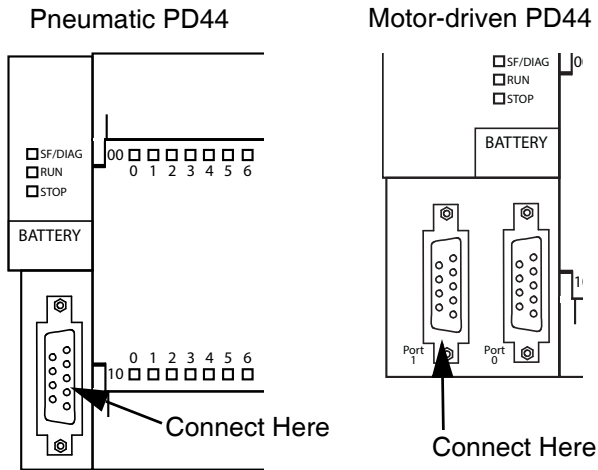 Pneumatic PD44
SF/DIAG
RUN
STOP
BATTERY
00
0 1 2 3 4 5 6
0 1 2 3 4 5 6
10
Connect Here
Motor-driven PD44
SF/DIAG
RUN
STOP
BATTERY
Port
1
Port
0
Connect Here